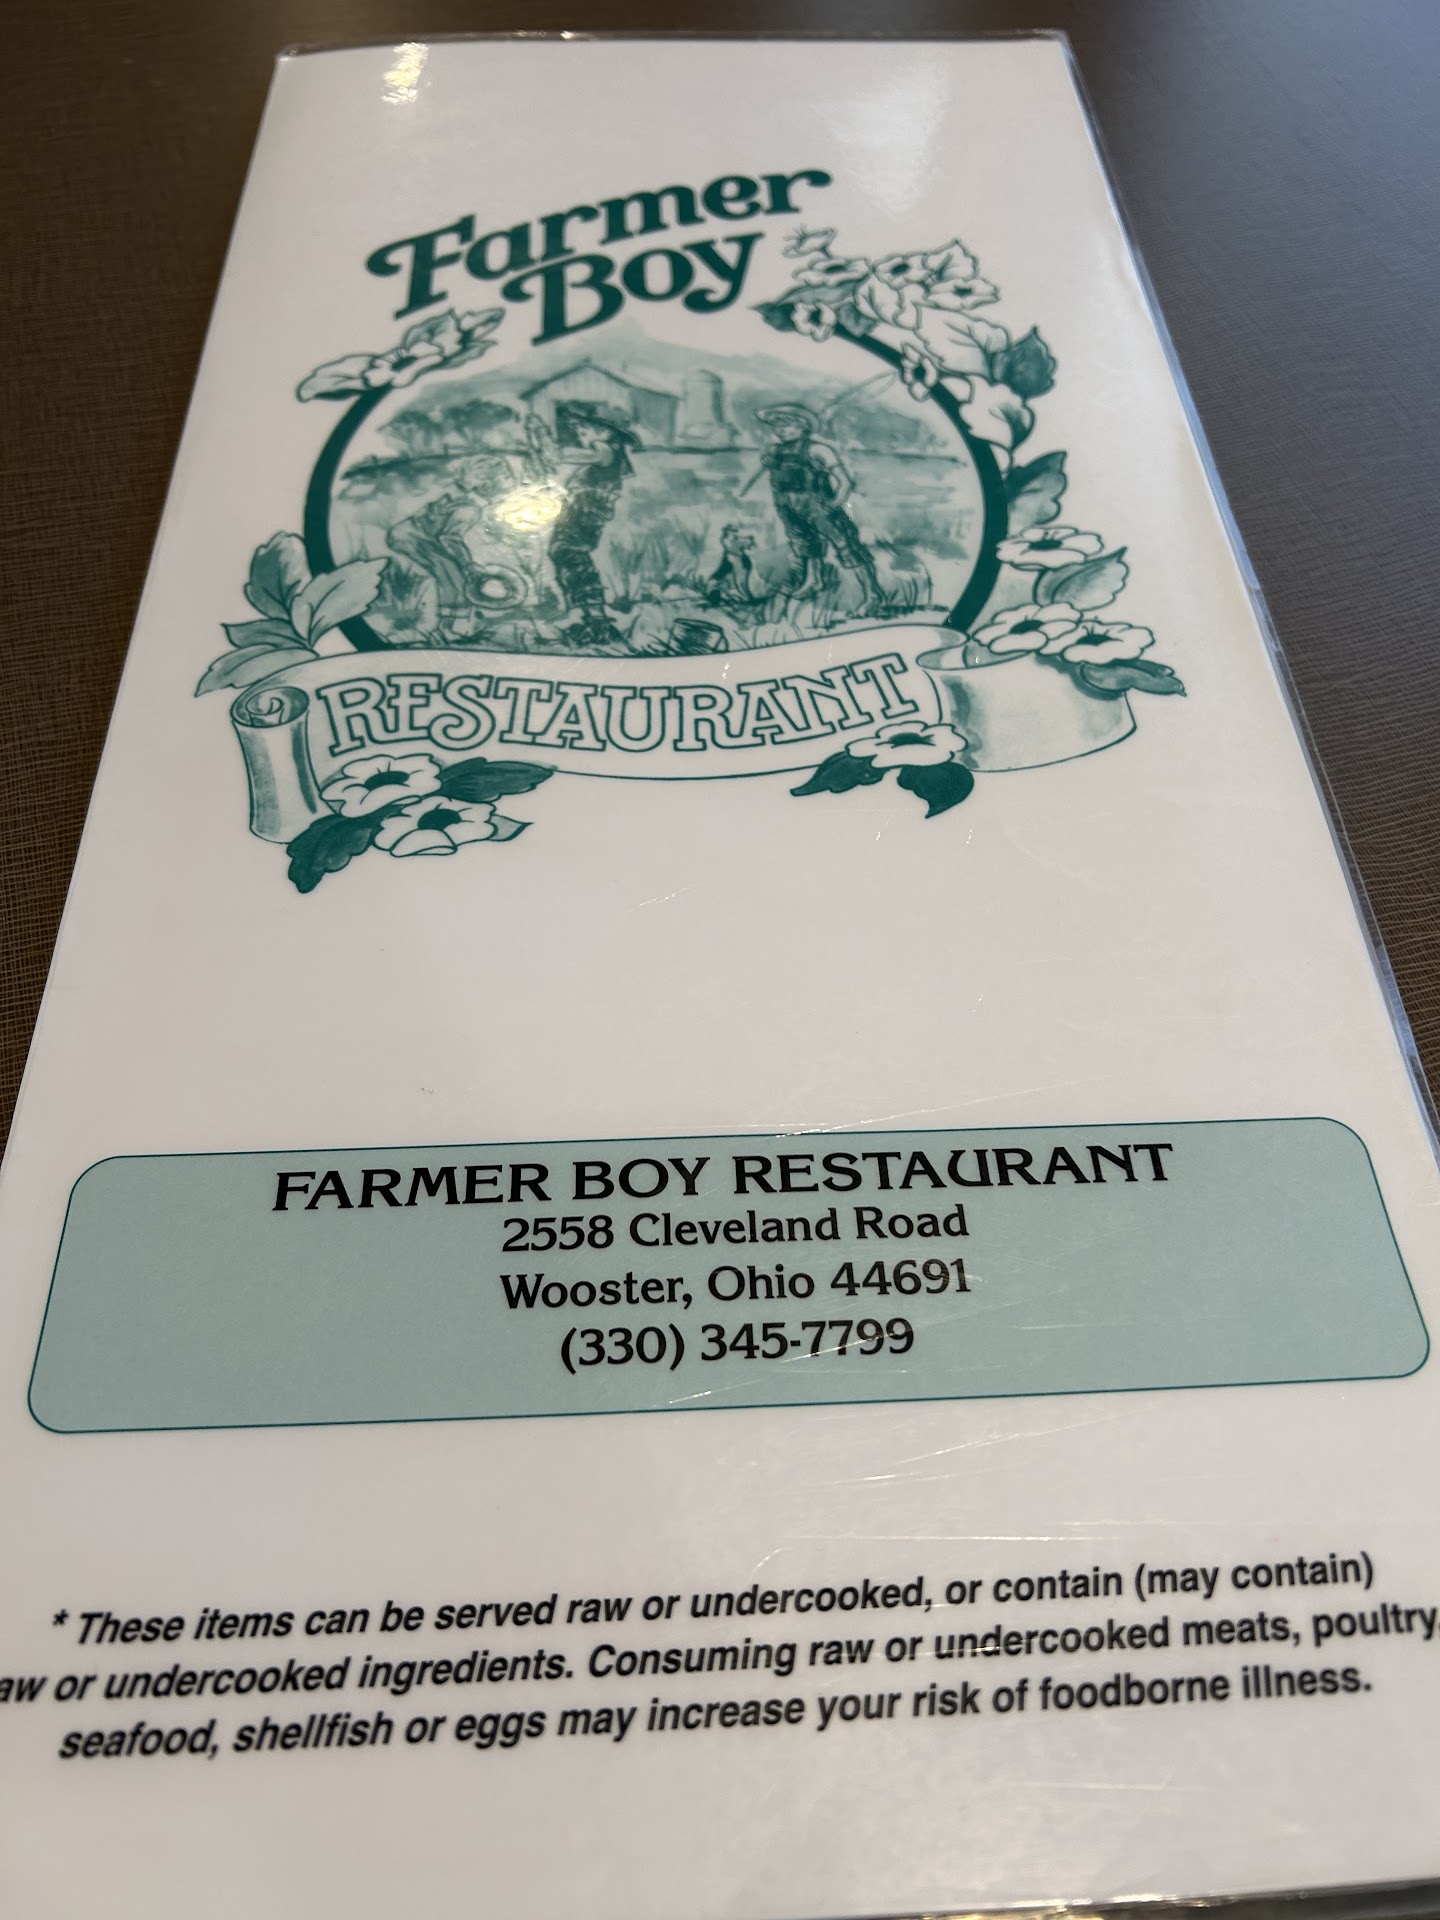 Farmer
Boy
RESTAURANT
FARMER BOY RESTAURANT
2558 Cleveland Road
Wooster, Ohio 44691
(330) 345-7799
* These items can be served raw or undercooked, or contain (may contain)
aw or undercooked ingredients. Consuming raw or undercooked meats, poultry,
seafood, shellfish or eggs may increase your risk of foodborne illness.